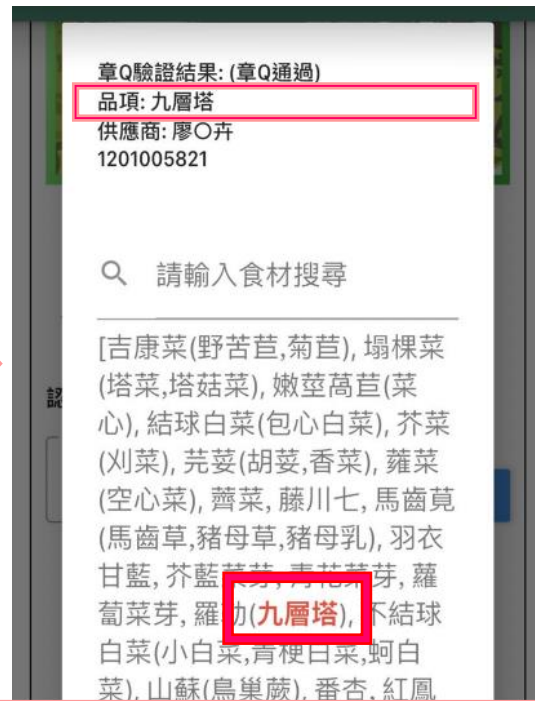 章Q驗證結果: (章Q通過)
品項: 九層塔
供應商: 廖〇卉
1201005821
請輸入食材搜尋
[吉康菜(野苦苣,菊苣), 塌棵菜
(塔菜,塔菇菜), 嫩莖萵苣(菜
心), 結球白菜(包心白菜), 芥菜
(刈菜), 芫荽(胡荽,香菜), 蕹菜
(空心菜), 薺菜, 藤川七, 馬齒莧
(馬齒草,豬母草,豬母乳), 羽衣
甘藍, 芥藍菜芽, 青花菜芽, 蘿
蔔菜芽, 羅勒(九層塔), 不結球
白菜(小白菜,青梗白菜,蚵白
菜), 山蘇(鳥巢蕨), 番杏, 紅鳳